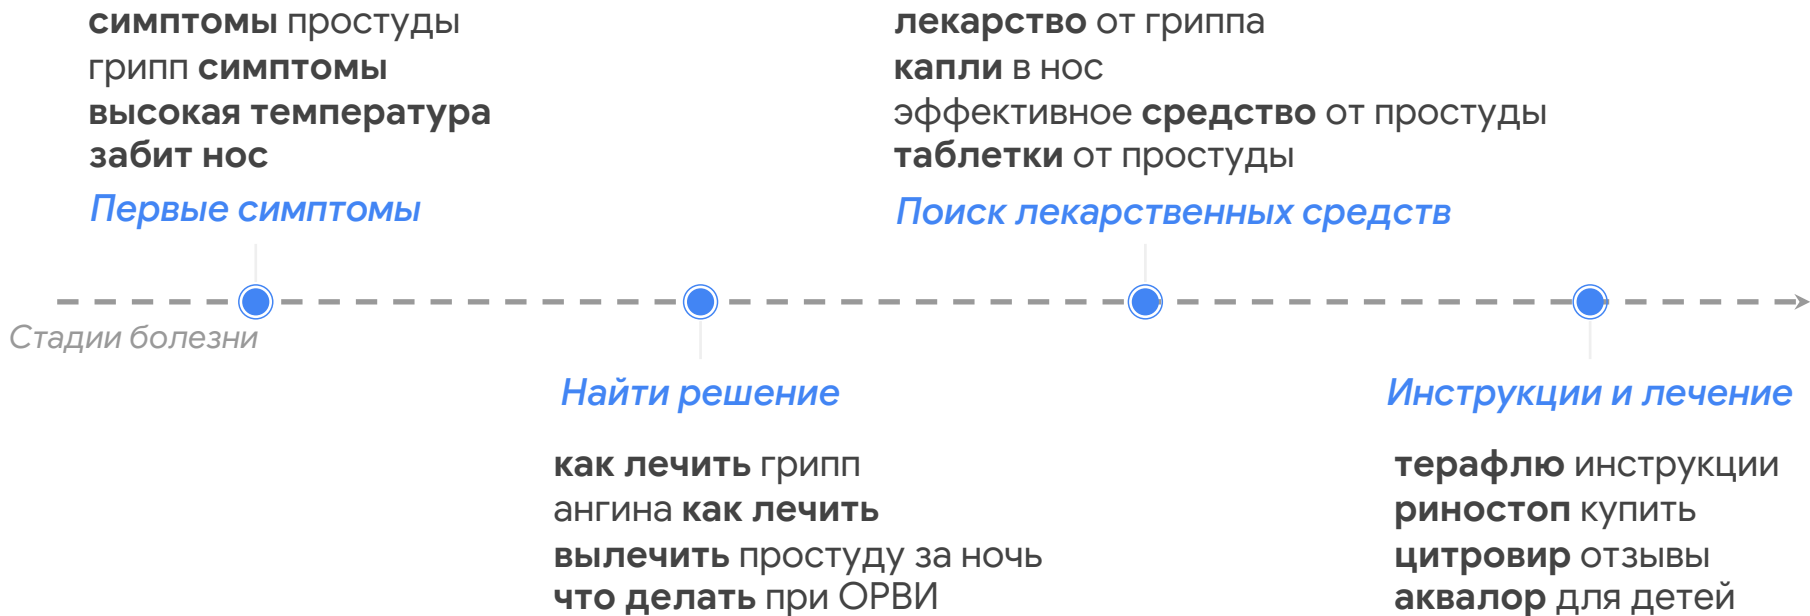 симптомы простуды
грипп симптомы
высокая температура
забит нос
Первые симптомы
лекарство от гриппа
капли в нос
эффективное средство от простуды
таблетки от простуды
Поиск лекарственных средств
Стадии болезни
Найти решение
как лечить грипп
ангина как лечить
вылечить простуду за ночь
что делать при ОРВИ
Инструкции и лечение
терафлю инструкции
риностоп купить
цитровир отзывы
аквалор для детей